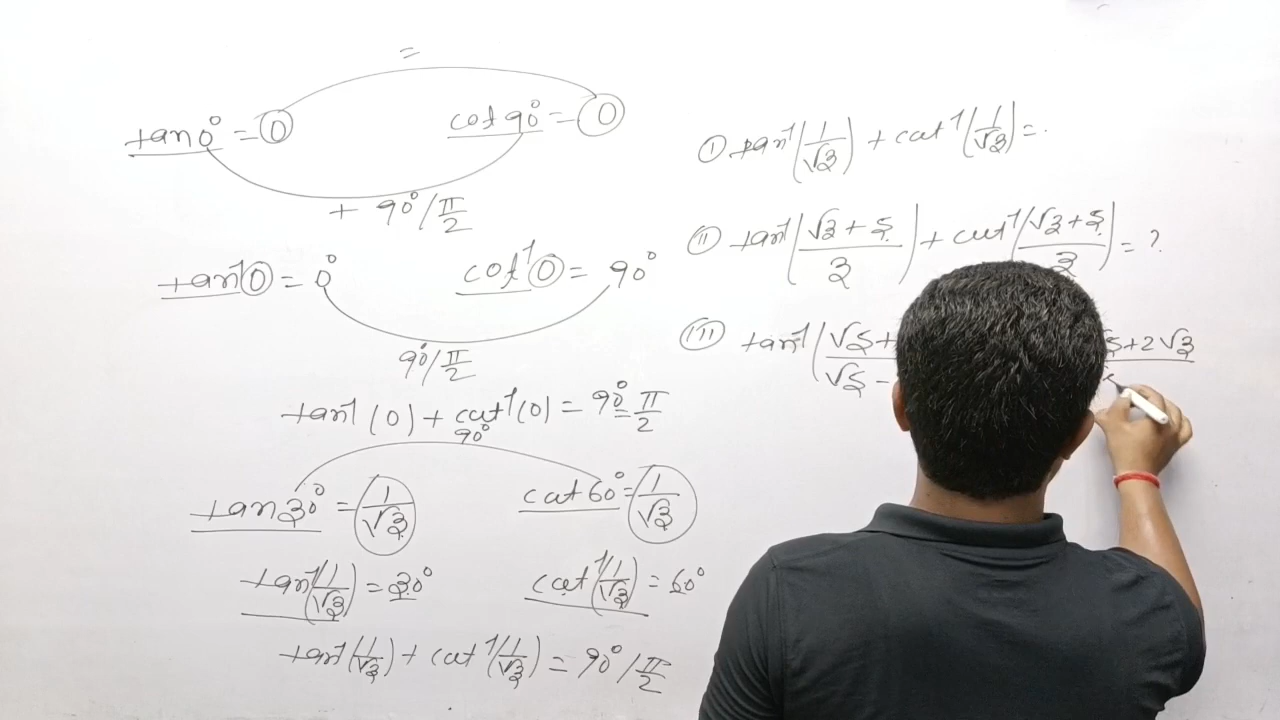 =
tan 0° = 0 cot 90° = 0
+ 90°/π/2
tan⁻¹ 0 = 0° cot⁻¹ 0 = 90°
90°/π/2
tan⁻¹(0) + cot⁻¹(0) = 90° = π/2
90°
tan 30° = 1/√3 cot 60° = 1/√3
tan⁻¹(1/√3) = 30° cot⁻¹(1/√3) = 60°
tan⁻¹(1/√3) + cot⁻¹(1/√3) = 90°/π/2
(I) tan⁻¹(1/√3) + cot⁻¹(1/√3) = .
(II) tan⁻¹((√3+5)/3) + cot⁻¹((√3+5)/3) = ?
(III) tan⁻¹(√5+
√5 -
5+2√3